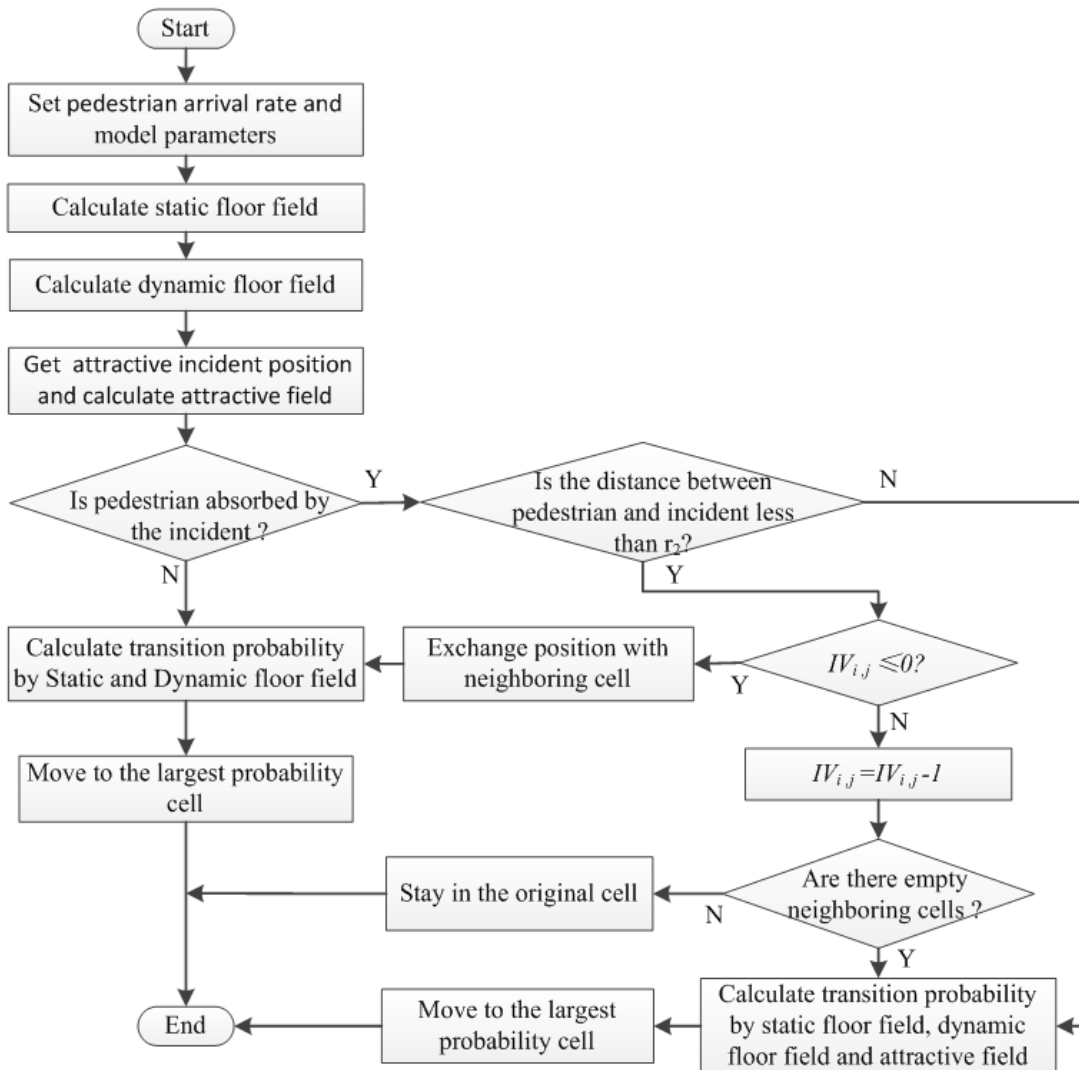 Start
Set pedestrian arrival rate and
model parameters
Calculate static floor field
Calculate dynamic floor field
Get attractive incident position
and calculate attractive field
Is pedestrian absorbed by
the incident ?
Y
N
Is the distance between
pedestrian and incident less
than r₂?
N
Y
Calculate transition probability
by Static and Dynamic floor field
Exchange position with
neighboring cell
Y
IVi,j ⩽0?
N
Move to the largest probability
cell
IVi,j=IVi,j-1
Stay in the original cell
N
Are there empty
neighboring cells ?
Y
End
Move to the largest
probability cell
Calculate transition probability
by static floor field, dynamic
floor field and attractive field